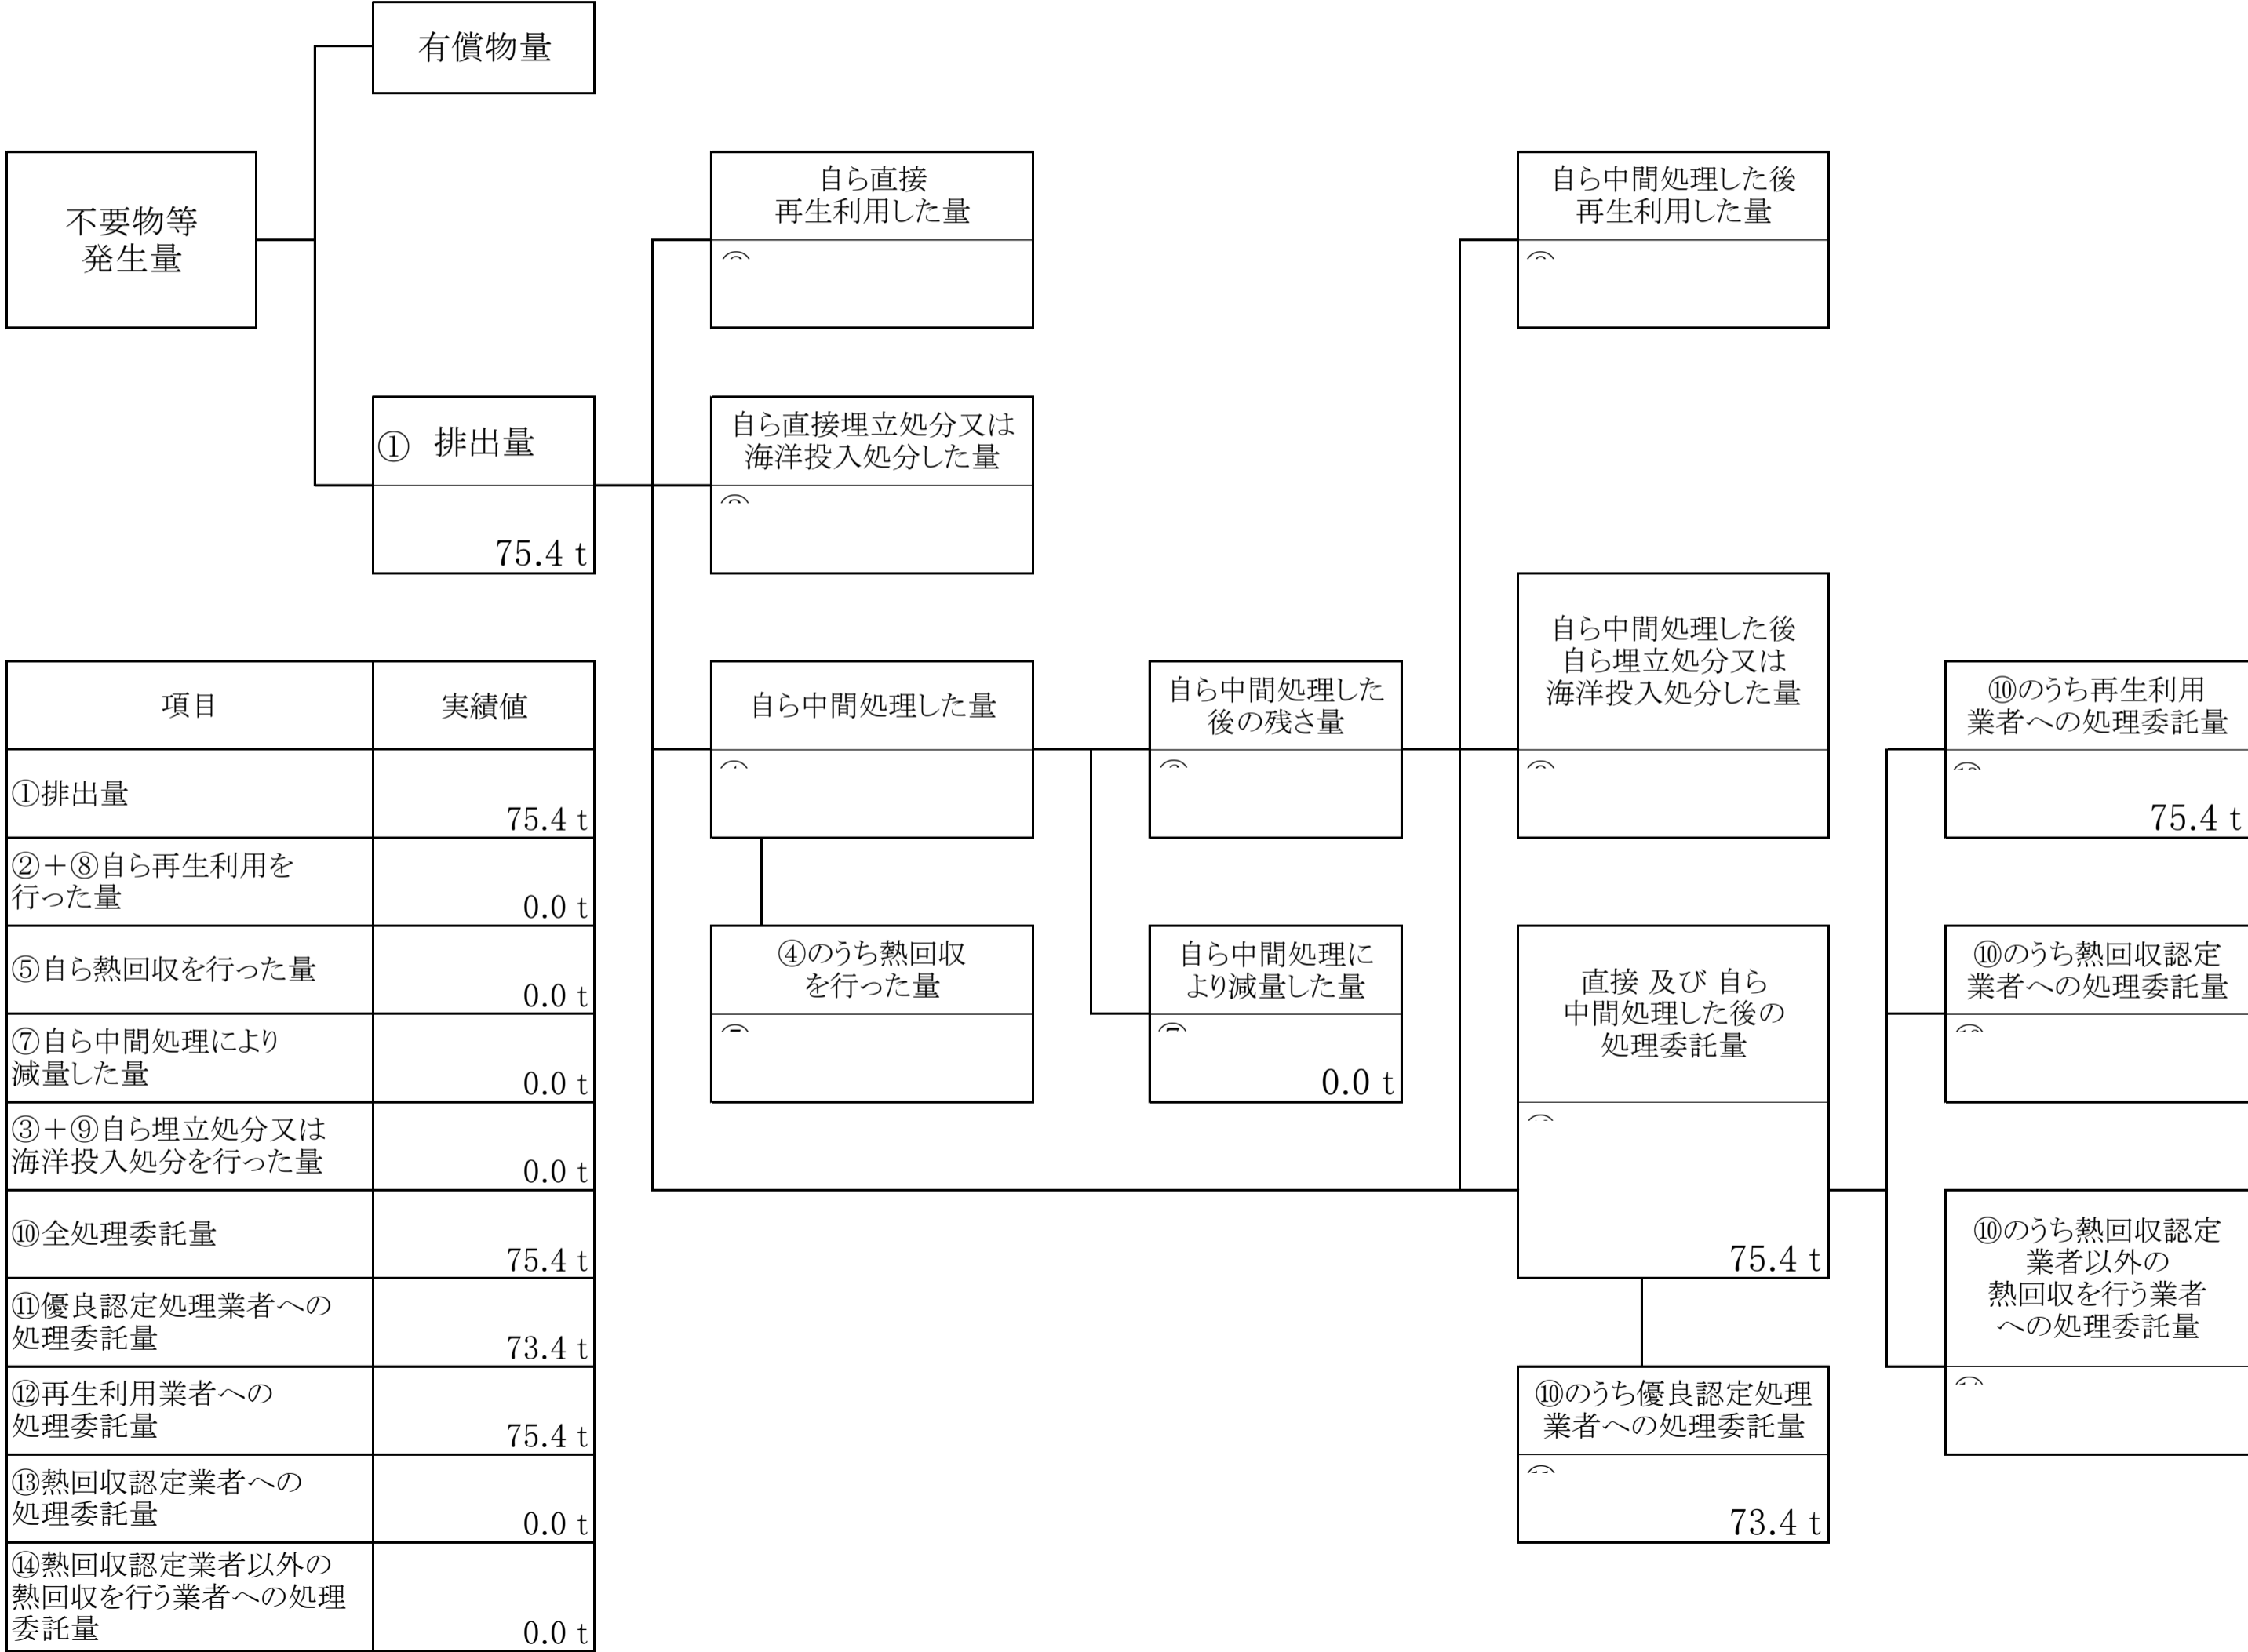 有償物量
不要物等
発生量
自ら直接
再生利用した量
自ら中間処理した後
再生利用した量
① 排出量
75.4 t
自ら直接埋立処分又は
海洋投入処分した量
自ら中間処理した量
自ら中間処理した
後の残さ量
自ら中間処理した後
自ら埋立処分又は
海洋投入処分した量
⑩のうち再生利用
業者への処理委託量
75.4 t
④のうち熱回収
を行った量
自ら中間処理に
より減量した量
0.0 t
直接 及び 自ら
中間処理した後の
処理委託量
75.4 t
⑩のうち熱回収認定
業者への処理委託量
⑩のうち熱回収認定
業者以外の
熱回収を行う業者
への処理委託量
⑩のうち優良認定処理
業者への処理委託量
73.4 t
項目 実績値
①排出量
75.4 t
②+⑧自ら再生利用を
行った量
0.0 t
⑤自ら熱回収を行った量
0.0 t
⑦自ら中間処理により
減量した量
0.0 t
③+⑨自ら埋立処分又は
海洋投入処分を行った量
0.0 t
⑩全処理委託量
75.4 t
⑪優良認定処理業者への
処理委託量
73.4 t
⑫再生利用業者への
処理委託量
75.4 t
⑬熱回収認定業者への
処理委託量
0.0 t
⑭熱回収認定業者以外の
熱回収を行う業者への処理
委託量
0.0 t